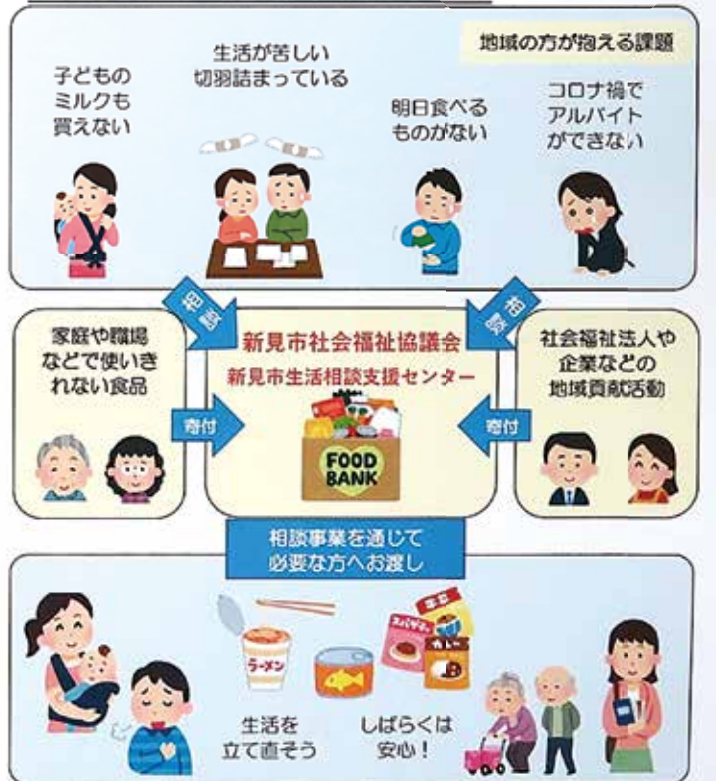 地域の方が抱える課題
子どもの
ミルクも
買えない
生活が苦しい
切羽詰まっている
明日食べる
ものがない
コロナ禍で
アルバイト
ができない
相談
家庭や職場
などで使いき
れない食品
寄付
新見市社会福祉協議会
新見市生活相談支援センター
FOOD
BANK
社会福祉法人や
企業などの
地域貢献活動
寄付
相談事業を通じて
必要な方へお渡し
ラーメン
カレー
生活を
立て直そう
しばらくは
安心！